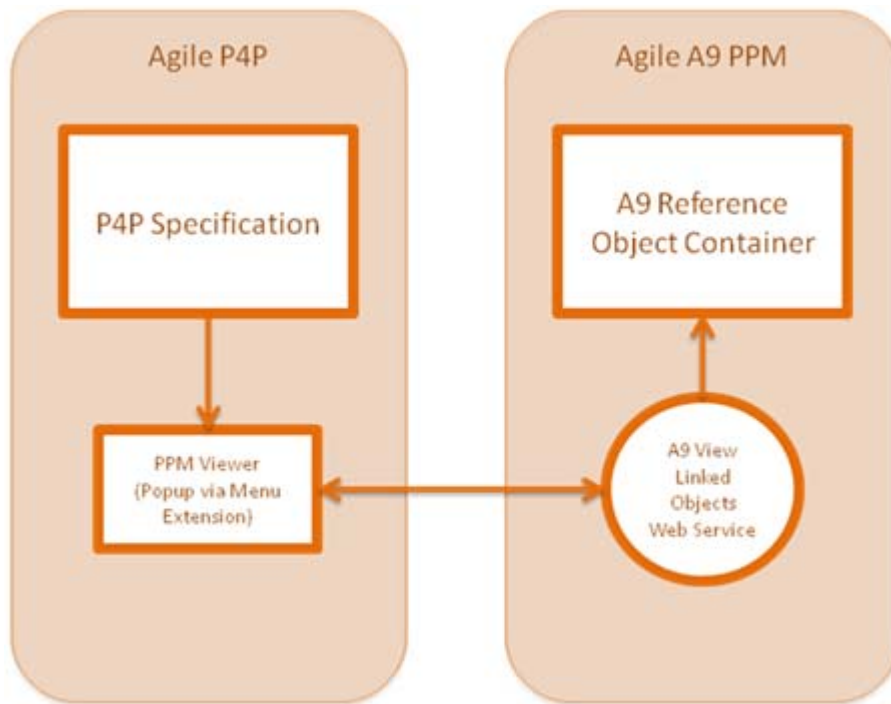 Agile P4P
P4P Specification
PPM Viewer
(Popup via Menu
Extension)
Agile A9 PPM
A9 Reference
Object Container
A9 View
Linked
Objects
Web Service